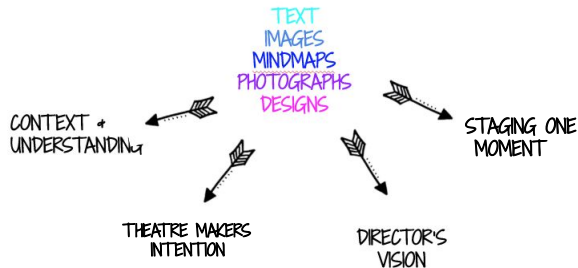 TEXT
IMAGES
MINDMAPS
PHOTOGRAPHS
DESIGNS
CONTEXT +
UNDERSTANDING
STAGING ONE
MOMENT
THEATRE MAKERS
INTENTION
DIRECTOR'S
VISION